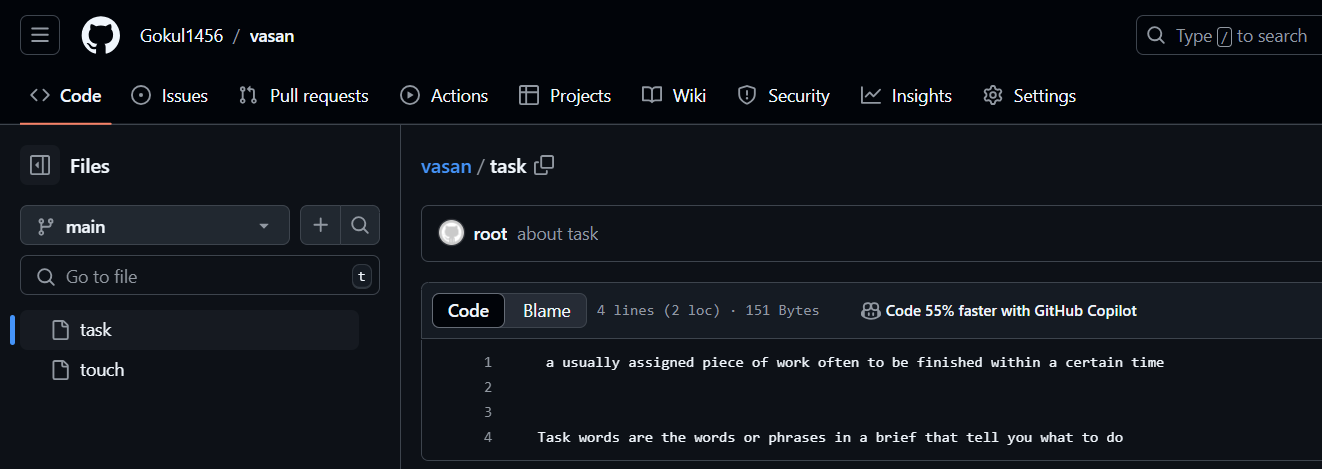 Gokul1456 / vasan
Type / to search
Code
Issues
Pull requests
Actions
Projects
Wiki
Security
Insights
Settings
Files
main
Go to file
t
task
touch
vasan / task
root about task
Code Blame 4 lines (2 loc) · 151 Bytes Code 55% faster with GitHub Copilot
1 a usually assigned piece of work often to be finished within a certain time
2
3
4 Task words are the words or phrases in a brief that tell you what to do